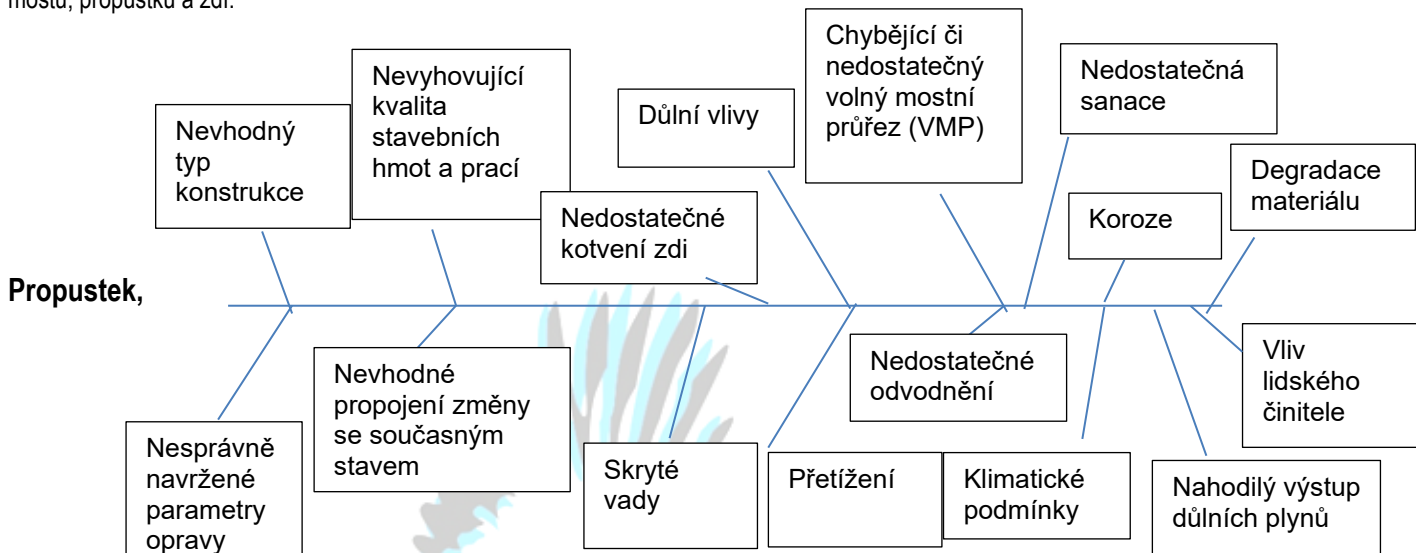 mostů, propustků a zdí.
Chybějící či
nedostatečný
volný mostní
průřez (VMP)
Nedostatečná
sanace
Nevyhovující
kvalita
stavebních
hmot a prací
Důlní vlivy
Nevhodný
typ
konstrukce
Degradace
materiálu
Nedostatečné
kotvení zdi
Koroze
Propustek,
Nedostatečné
odvodnění
Vliv
lidského
činitele
Nevhodné
propojení změny
se současným
stavem
Nesprávně
navržené
parametry
opravy
Skryté
vady
Přetížení
Klimatické
podmínky
Nahodilý výstup
důlních plynů